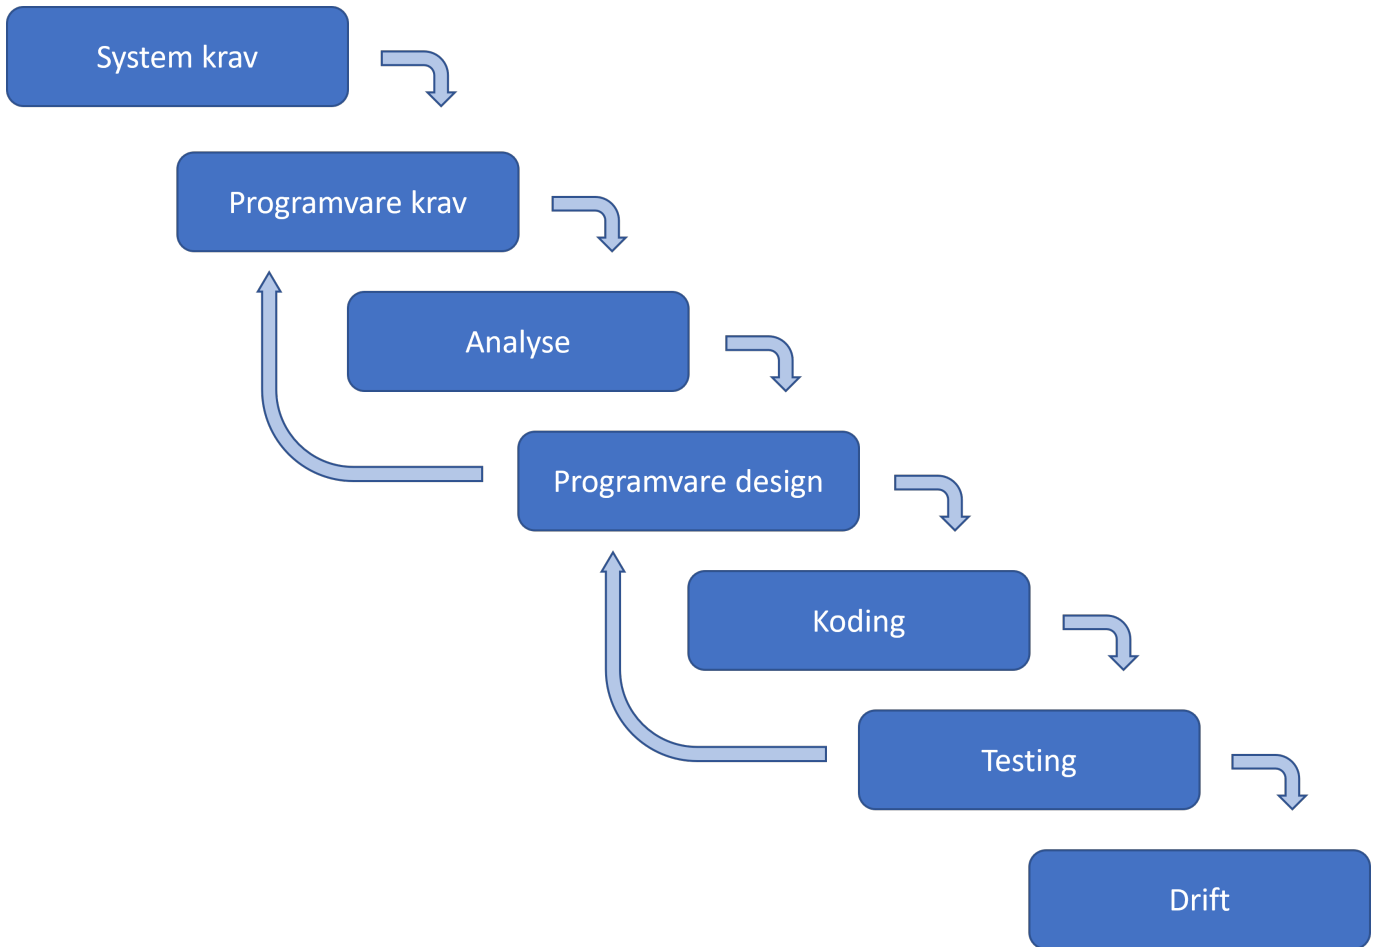 System krav
Programvare krav
Analyse
Programvare design
Koding
Testing
Drift